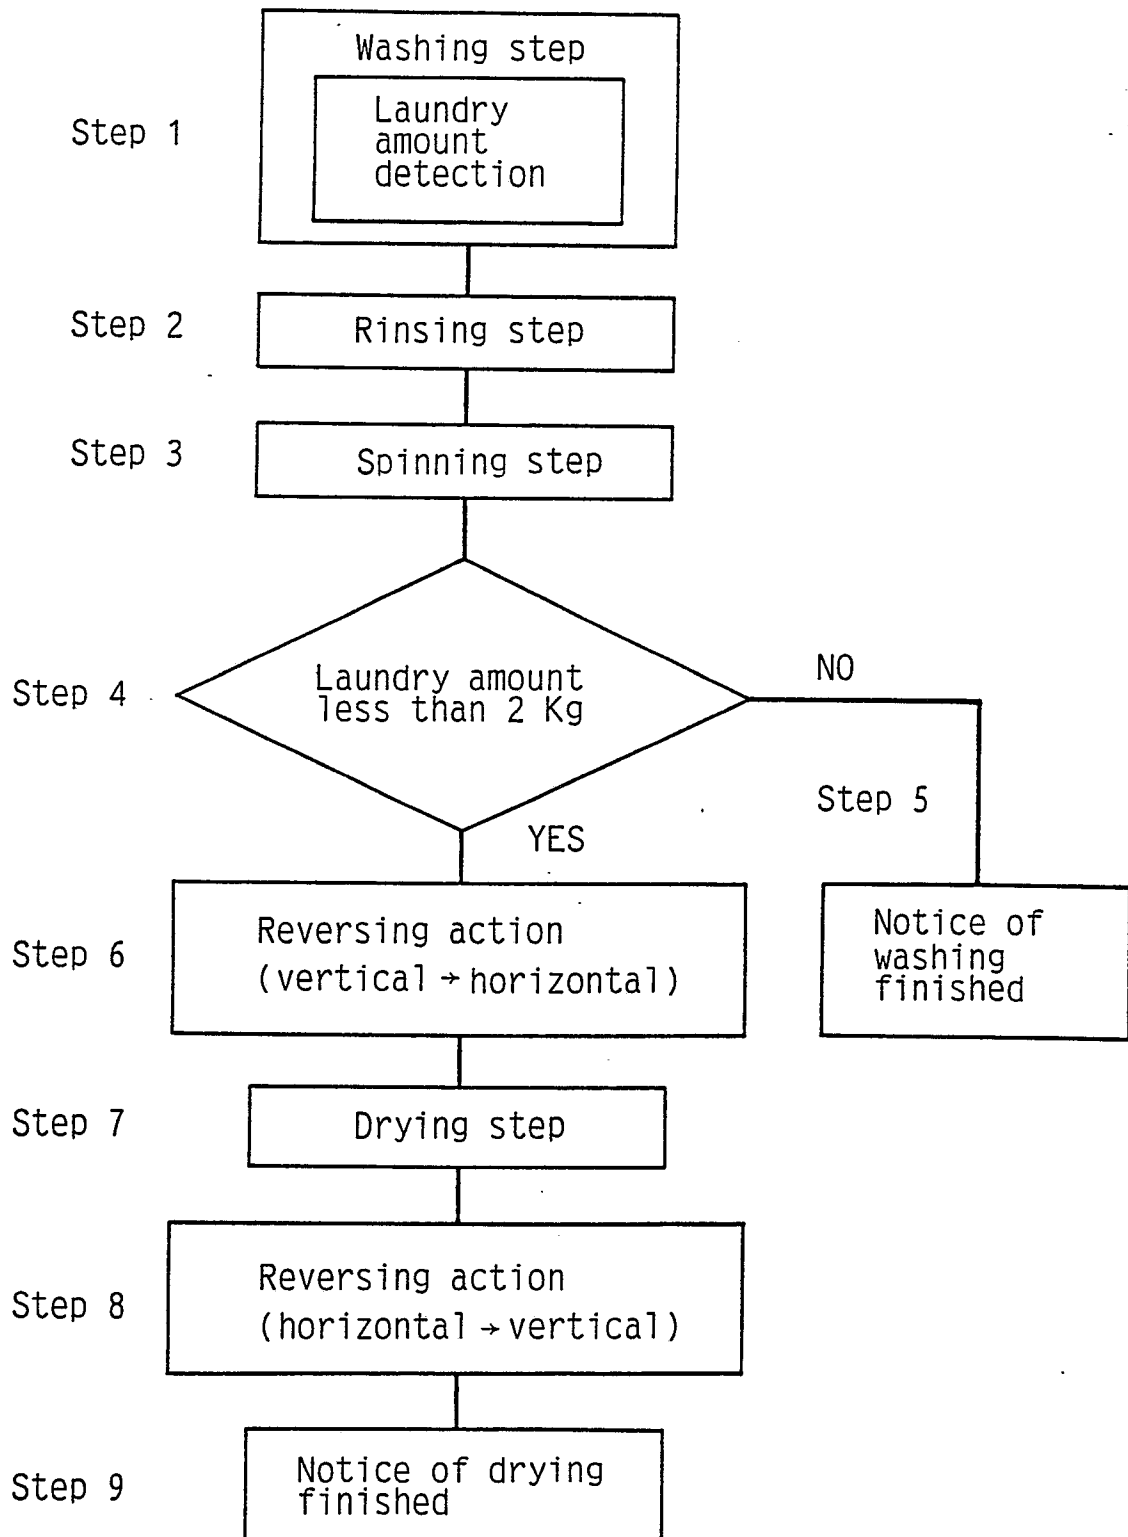 Washing step
Step 1
Laundry
amount
detection
Step 2
Rinsing step
Step 3
Spinning step
Step 4
Laundry amount
less than 2 Kg
NO
Step 5
YES
Step 6
Reversing action
(vertical → horizontal)
Notice of
washing
finished
Step 7
Drying step
Step 8
Reversing action
(horizontal → vertical)
Step 9
Notice of drying
finished